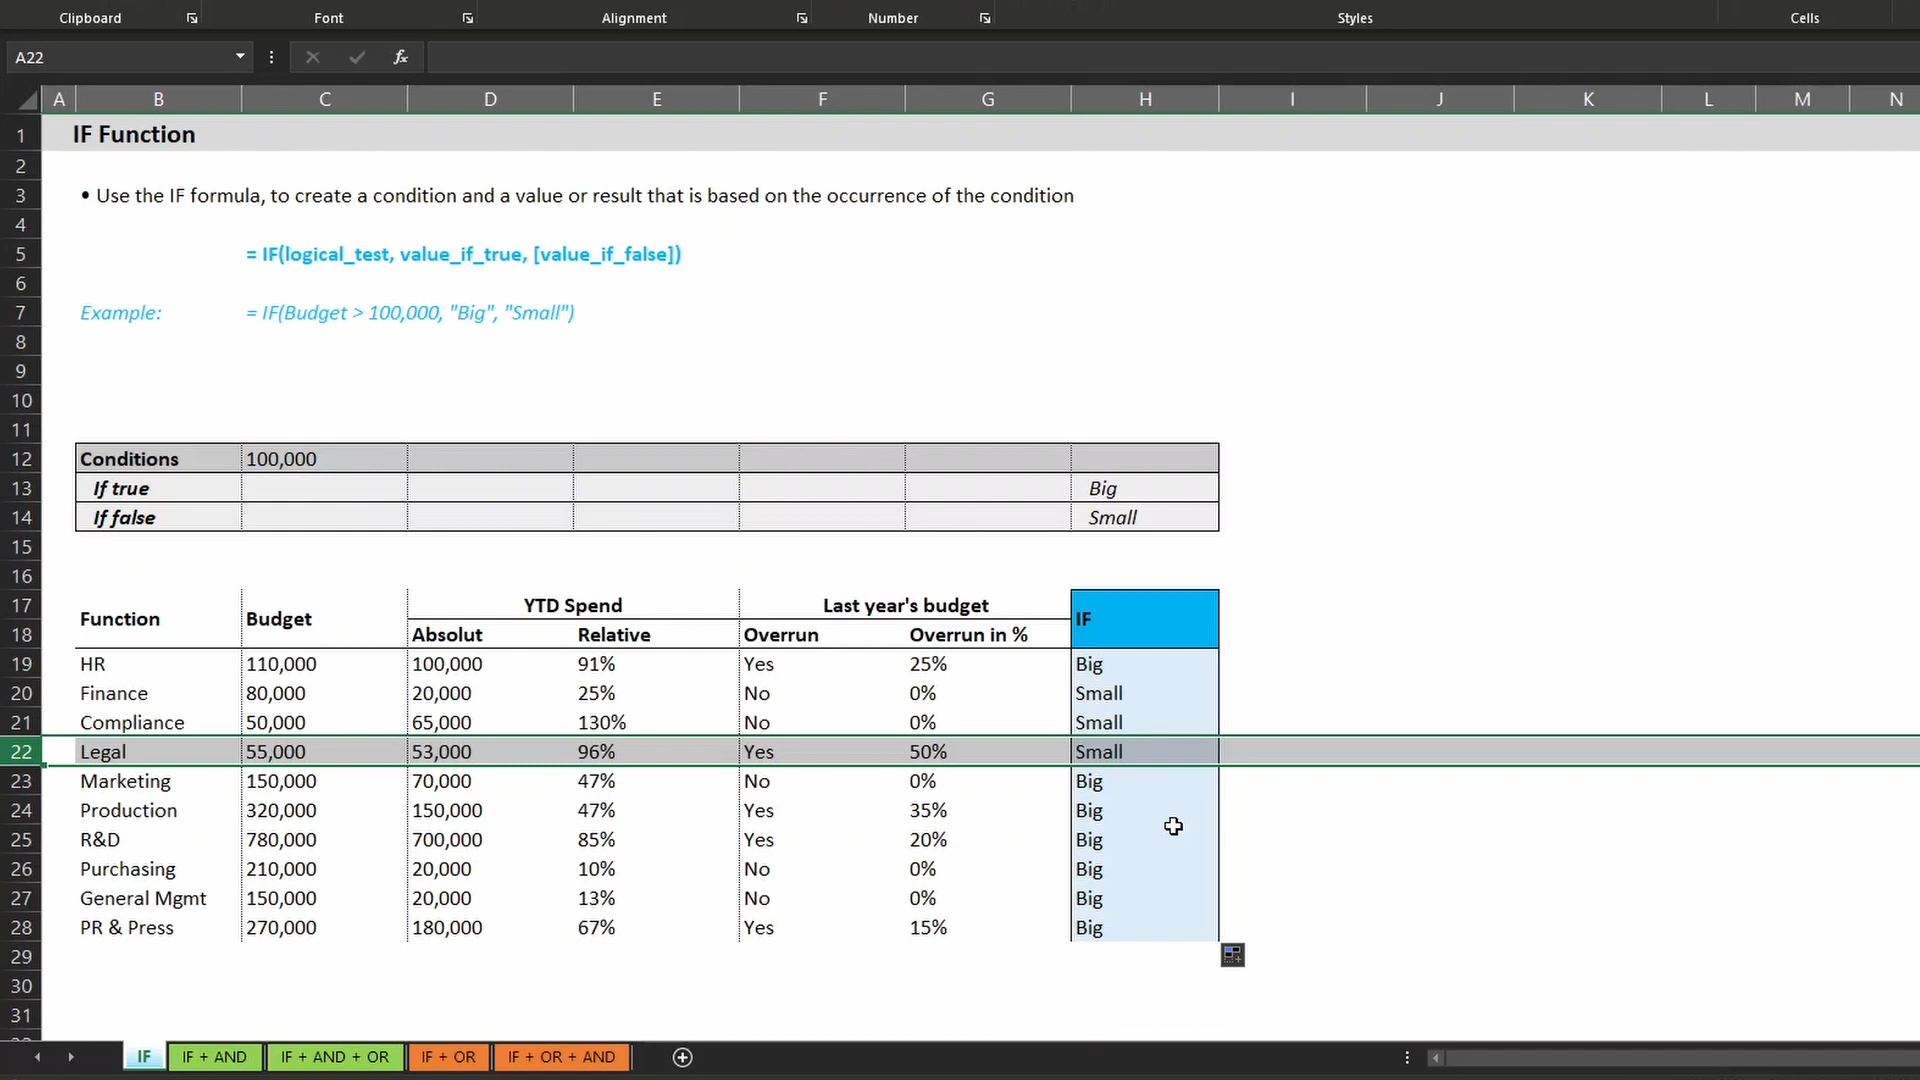 Clipboard Font Alignment Number Styles Cells
A22 fx
A B C D E F G H I J K L M N
1 IF Function
2
3 • Use the IF formula, to create a condition and a value or result that is based on the occurrence of the condition
4
5 = IF(logical_test, value_if_true, [value_if_false])
6
7 Example: = IF(Budget > 100,000, "Big", "Small")
8
9
10
11
12 Conditions 100,000
13 If true Big
14 If false Small
15
16
17 Function Budget YTD Spend Last year's budget IF
18 Absolut Relative Overrun Overrun in %
19 HR 110,000 100,000 91% Yes 25% Big
20 Finance 80,000 20,000 25% No 0% Small
21 Compliance 50,000 65,000 130% No 0% Small
22 Legal 55,000 53,000 96% Yes 50% Small
23 Marketing 150,000 70,000 47% No 0% Big
24 Production 320,000 150,000 47% Yes 35% Big
25 R&D 780,000 700,000 85% Yes 20% Big
26 Purchasing 210,000 20,000 10% No 0% Big
27 General Mgmt 150,000 20,000 13% No 0% Big
28 PR & Press 270,000 180,000 67% Yes 15% Big
29
30
31
IF IF + AND IF + AND + OR IF + OR IF + OR + AND